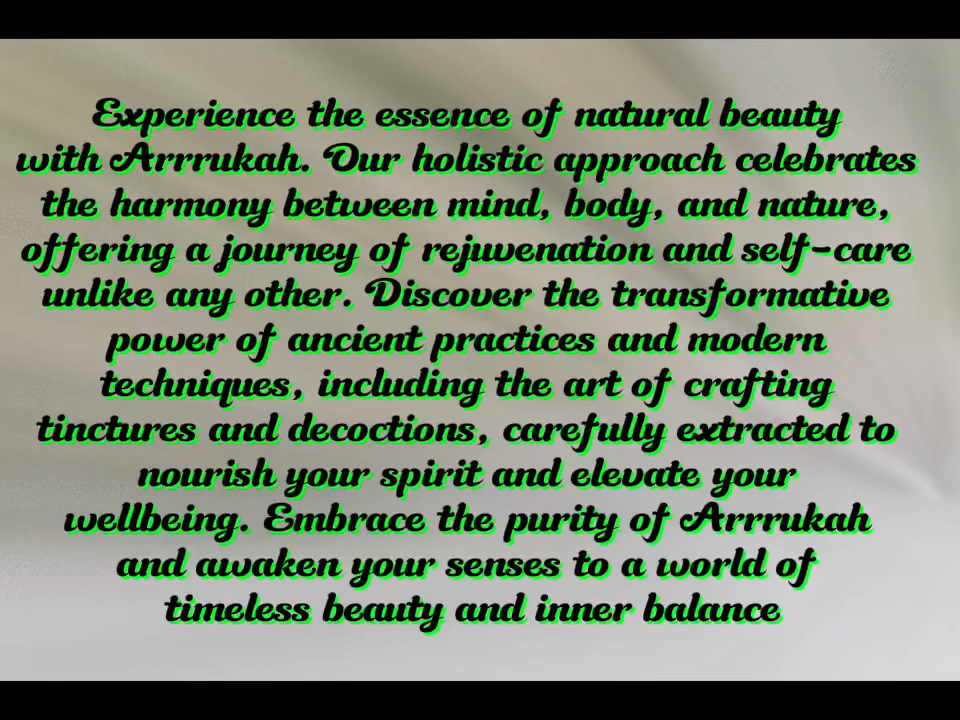 Experience the essence of natural beauty
with Arrrukah. Our holistic approach celebrates
the harmony between mind, body, and nature,
offering a journey of rejuvenation and self-care
unlike any other. Discover the transformative
power of ancient practices and modern
techniques, including the art of crafting
tinctures and decoctions, carefully extracted to
nourish your spirit and elevate your
wellbeing. Embrace the purity of Arrrukah
and awaken your senses to a world of
timeless beauty and inner balance